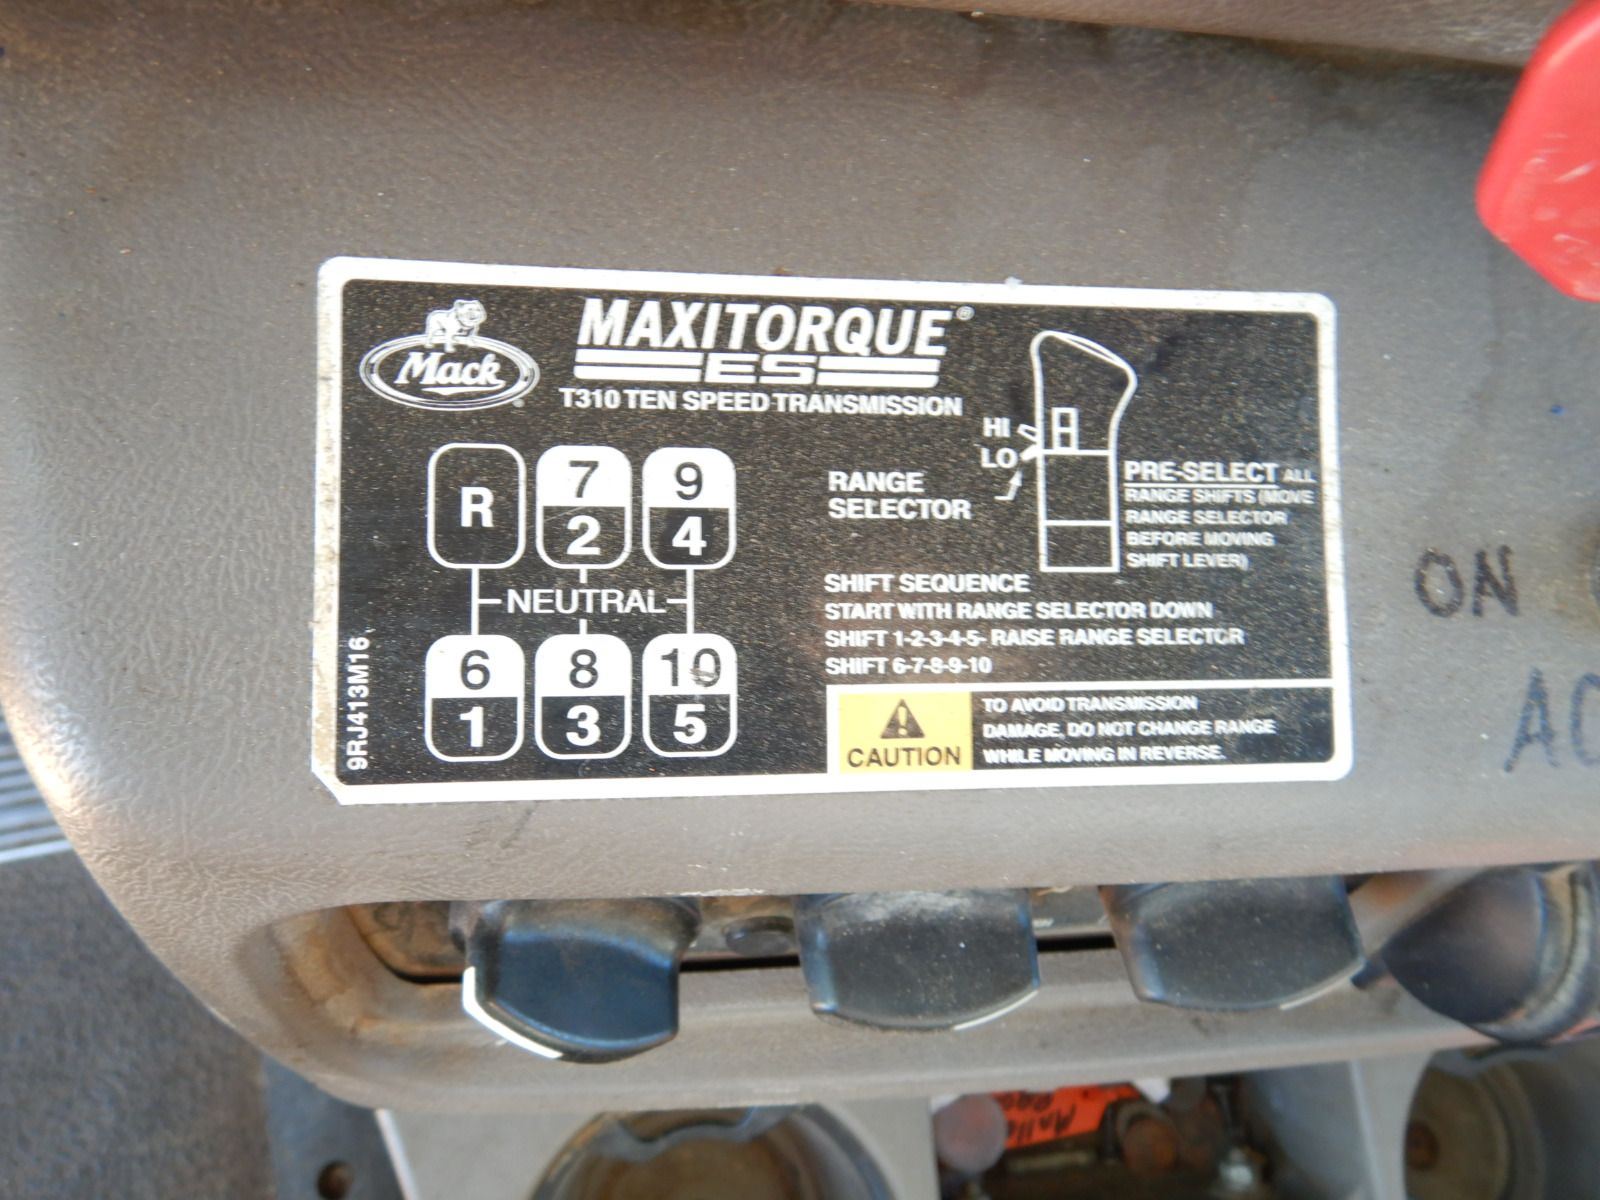 Mack
MAXITORQUE®
ES
T310 TEN SPEED TRANSMISSION
R
7
2
9
4
NEUTRAL
6
1
8
3
10
5
9RJ413M16
HI
LO
RANGE
SELECTOR
PRE-SELECT ALL
RANGE SHIFTS (MOVE
RANGE SELECTOR
BEFORE MOVING
SHIFT LEVER)
SHIFT SEQUENCE
START WITH RANGE SELECTOR DOWN
SHIFT 1-2-3-4-5- RAISE RANGE SELECTOR
SHIFT 6-7-8-9-10
CAUTION
TO AVOID TRANSMISSION
DAMAGE, DO NOT CHANGE RANGE
WHILE MOVING IN REVERSE.
ON